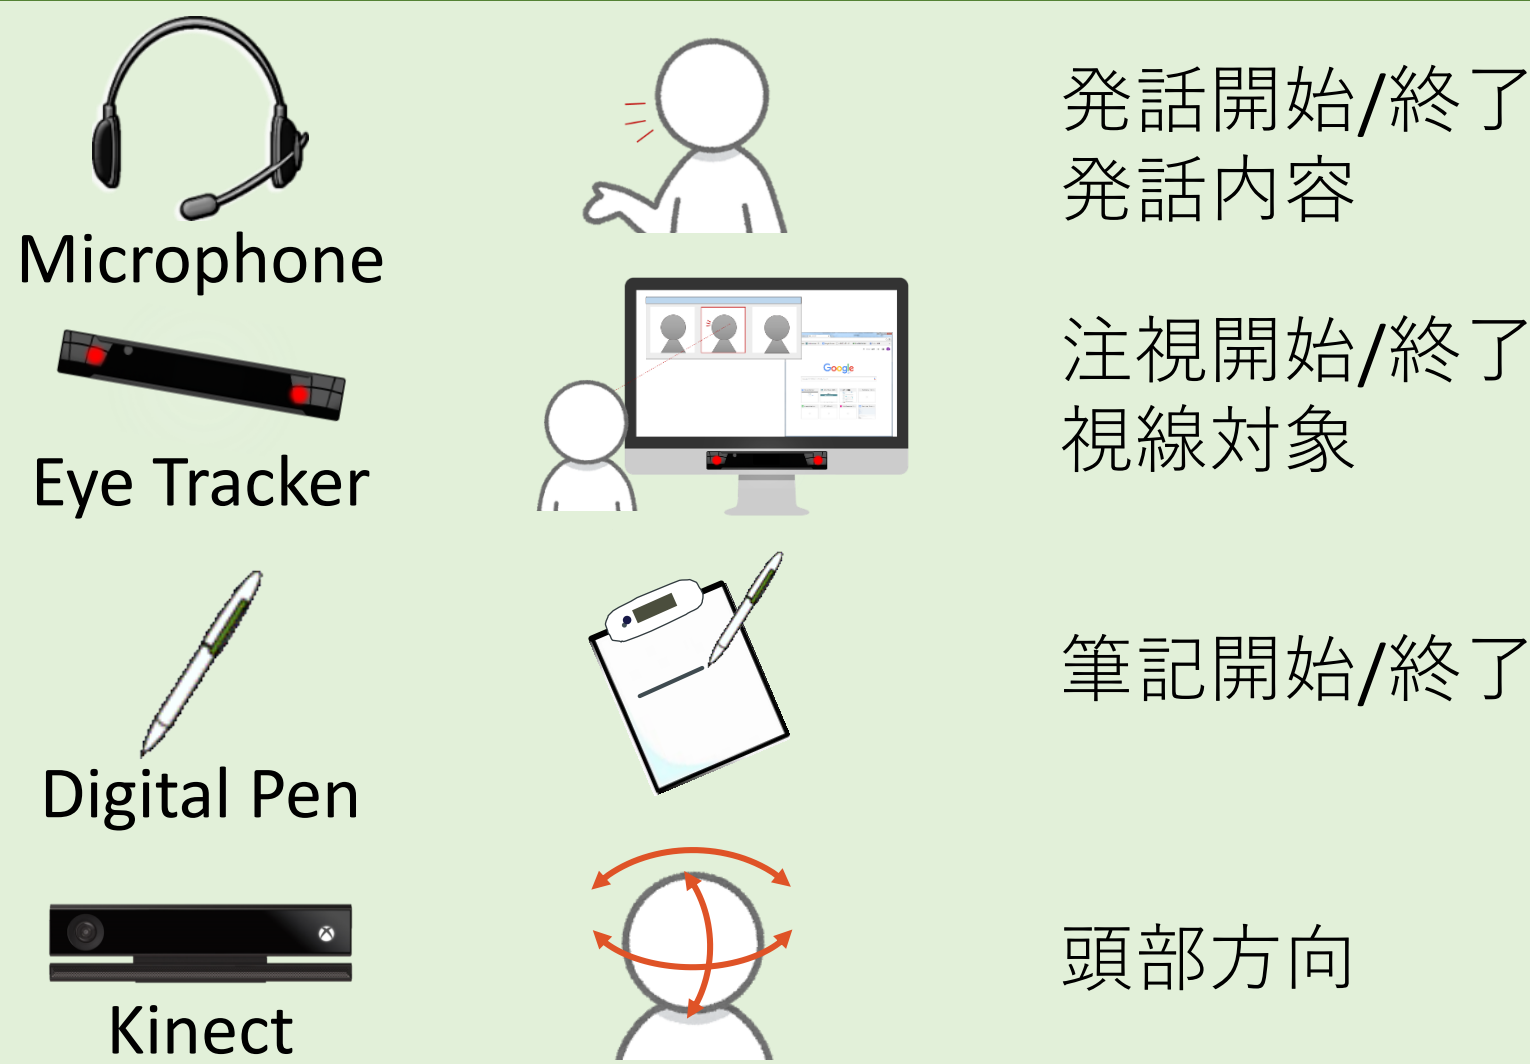 発話開始/終了
発話内容
Microphone
注視開始/終了
視線対象
Google
Eye Tracker
筆記開始/終了
Digital Pen
頭部方向
Kinect